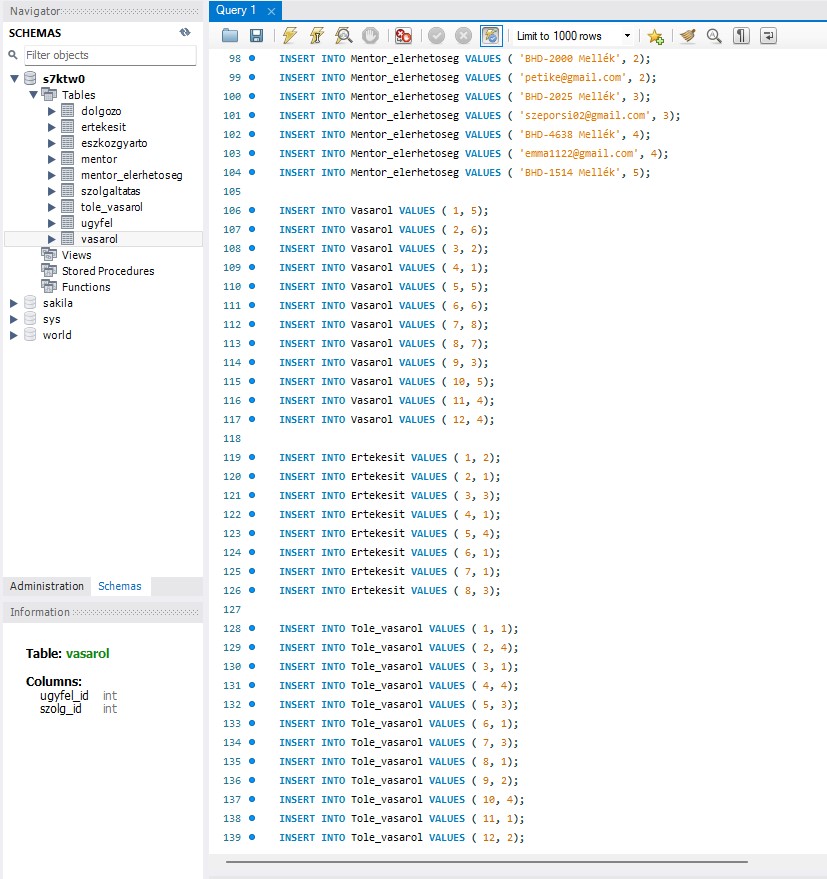 Navigator
SCHEMAS
Filter objects
s7ktw0
Tables
dolgozo
ertekesit
eszkozgyarto
mentor
mentor_elerhetoseg
szolgaltatas
tole_vasarol
ugyfel
vasarol
Views
Stored Procedures
Functions
sakila
sys
world
Administration Schemas
Information
Table: vasarol
Columns:
ugyfel_id int
szolg_id int
Query 1
Limit to 1000 rows
98 INSERT INTO Mentor_elerhetoseg VALUES ( 'BHD-2000 Mellék', 2);
99 INSERT INTO Mentor_elerhetoseg VALUES ( 'petike@gmail.com', 2);
100 INSERT INTO Mentor_elerhetoseg VALUES ( 'BHD-2025 Mellék', 3);
101 INSERT INTO Mentor_elerhetoseg VALUES ( 'szeporsi02@gmail.com', 3);
102 INSERT INTO Mentor_elerhetoseg VALUES ( 'BHD-4638 Mellék', 4);
103 INSERT INTO Mentor_elerhetoseg VALUES ( 'emma1122@gmail.com', 4);
104 INSERT INTO Mentor_elerhetoseg VALUES ( 'BHD-1514 Mellék', 5);
105
106 INSERT INTO Vasarol VALUES ( 1, 5);
107 INSERT INTO Vasarol VALUES ( 2, 6);
108 INSERT INTO Vasarol VALUES ( 3, 2);
109 INSERT INTO Vasarol VALUES ( 4, 1);
110 INSERT INTO Vasarol VALUES ( 5, 5);
111 INSERT INTO Vasarol VALUES ( 6, 6);
112 INSERT INTO Vasarol VALUES ( 7, 8);
113 INSERT INTO Vasarol VALUES ( 8, 7);
114 INSERT INTO Vasarol VALUES ( 9, 3);
115 INSERT INTO Vasarol VALUES ( 10, 5);
116 INSERT INTO Vasarol VALUES ( 11, 4);
117 INSERT INTO Vasarol VALUES ( 12, 4);
118
119 INSERT INTO Ertekesit VALUES ( 1, 2);
120 INSERT INTO Ertekesit VALUES ( 2, 1);
121 INSERT INTO Ertekesit VALUES ( 3, 3);
122 INSERT INTO Ertekesit VALUES ( 4, 1);
123 INSERT INTO Ertekesit VALUES ( 5, 4);
124 INSERT INTO Ertekesit VALUES ( 6, 1);
125 INSERT INTO Ertekesit VALUES ( 7, 1);
126 INSERT INTO Ertekesit VALUES ( 8, 3);
127
128 INSERT INTO Tole_vasarol VALUES ( 1, 1);
129 INSERT INTO Tole_vasarol VALUES ( 2, 4);
130 INSERT INTO Tole_vasarol VALUES ( 3, 1);
131 INSERT INTO Tole_vasarol VALUES ( 4, 4);
132 INSERT INTO Tole_vasarol VALUES ( 5, 3);
133 INSERT INTO Tole_vasarol VALUES ( 6, 1);
134 INSERT INTO Tole_vasarol VALUES ( 7, 3);
135 INSERT INTO Tole_vasarol VALUES ( 8, 1);
136 INSERT INTO Tole_vasarol VALUES ( 9, 2);
137 INSERT INTO Tole_vasarol VALUES ( 10, 4);
138 INSERT INTO Tole_vasarol VALUES ( 11, 1);
139 INSERT INTO Tole_vasarol VALUES ( 12, 2);